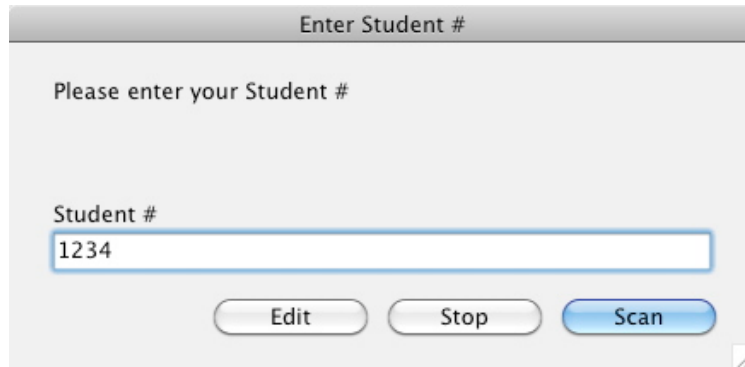 Enter Student #
Please enter your Student #
Student #
1234
Edit Stop Scan